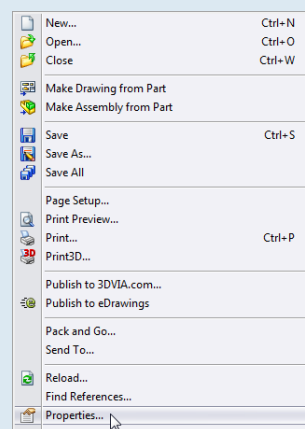 New... Ctrl+N
Open... Ctrl+O
Close Ctrl+W
Make Drawing from Part
Make Assembly from Part
Save Ctrl+S
Save As...
Save All
Page Setup...
Print Preview...
Print... Ctrl+P
Print3D...
Publish to 3DVIA.com...
Publish to eDrawings
Pack and Go...
Send To...
Reload...
Find References...
Properties...